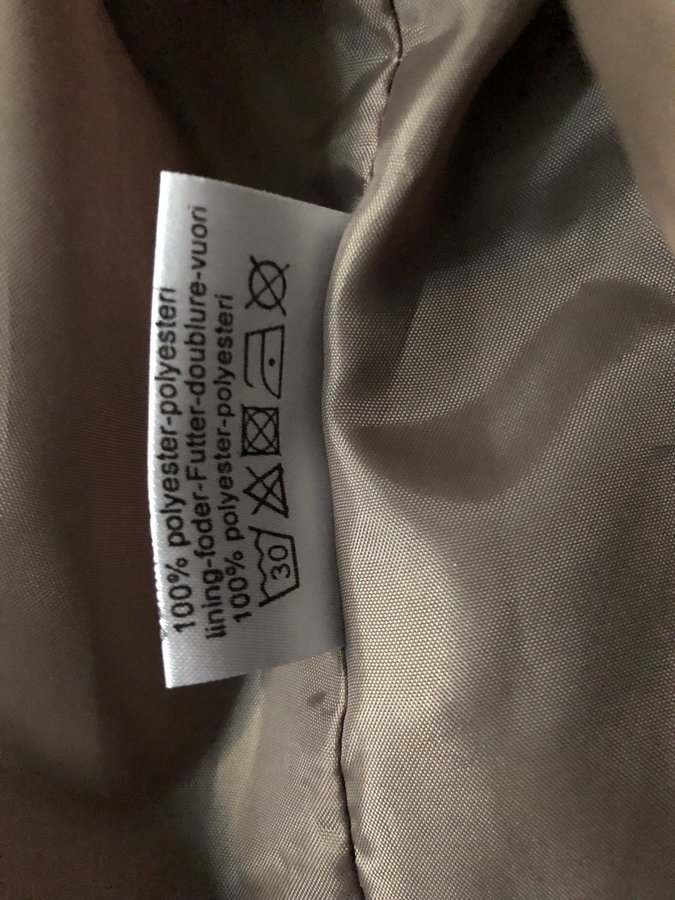 100% polyester-polyesteri
lining-foder-Futter-doublure-vuori
100% polyester-polyesteri
30